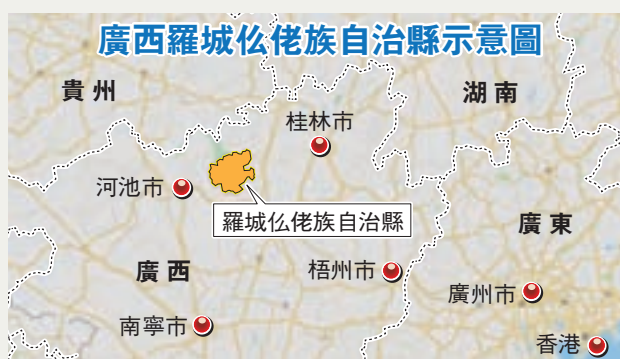 廣西羅城仫佬族自治縣示意圖
貴州
湖南
桂林市
河池市
羅城仫佬族自治縣
廣東
廣西
梧州市
廣州市
南寧市
香港